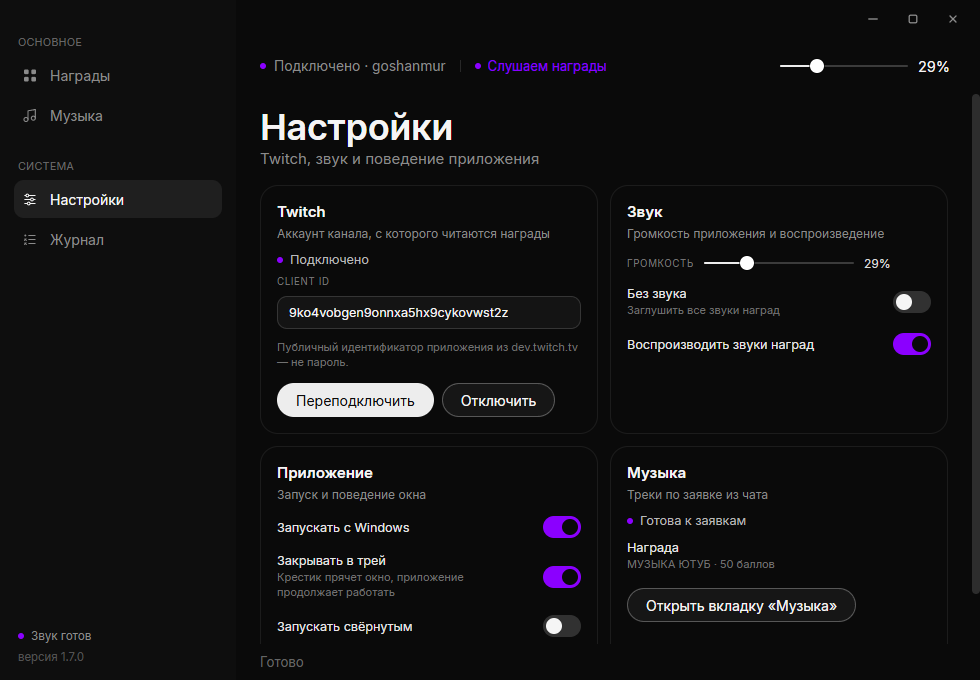 ОСНОВНОЕ
Награды
Музыка
СИСТЕМА
Настройки
Журнал
Звук готов
версия 1.7.0
Подключено · goshanmur
Слушаем награды
29%
Настройки
Twitch, звук и поведение приложения
Twitch
Аккаунт канала, с которого читаются награды
Подключено
CLIENT ID
9ko4vobgen9onnxa5hx9cykovwst2z
Публичный идентификатор приложения из dev.twitch.tv
— не пароль.
Переподключить
Отключить
Звук
Громкость приложения и воспроизведение
ГРОМКОСТЬ
29%
Без звука
Заглушить все звуки наград
Воспроизводить звуки наград
Приложение
Запуск и поведение окна
Запускать с Windows
Закрывать в трей
Крестик прячет окно, приложение
продолжает работать
Запускать свёрнутым
Музыка
Треки по заявке из чата
Готова к заявкам
Награда
МУЗЫКА ЮТУБ · 50 баллов
Открыть вкладку «Музыка»
Готово